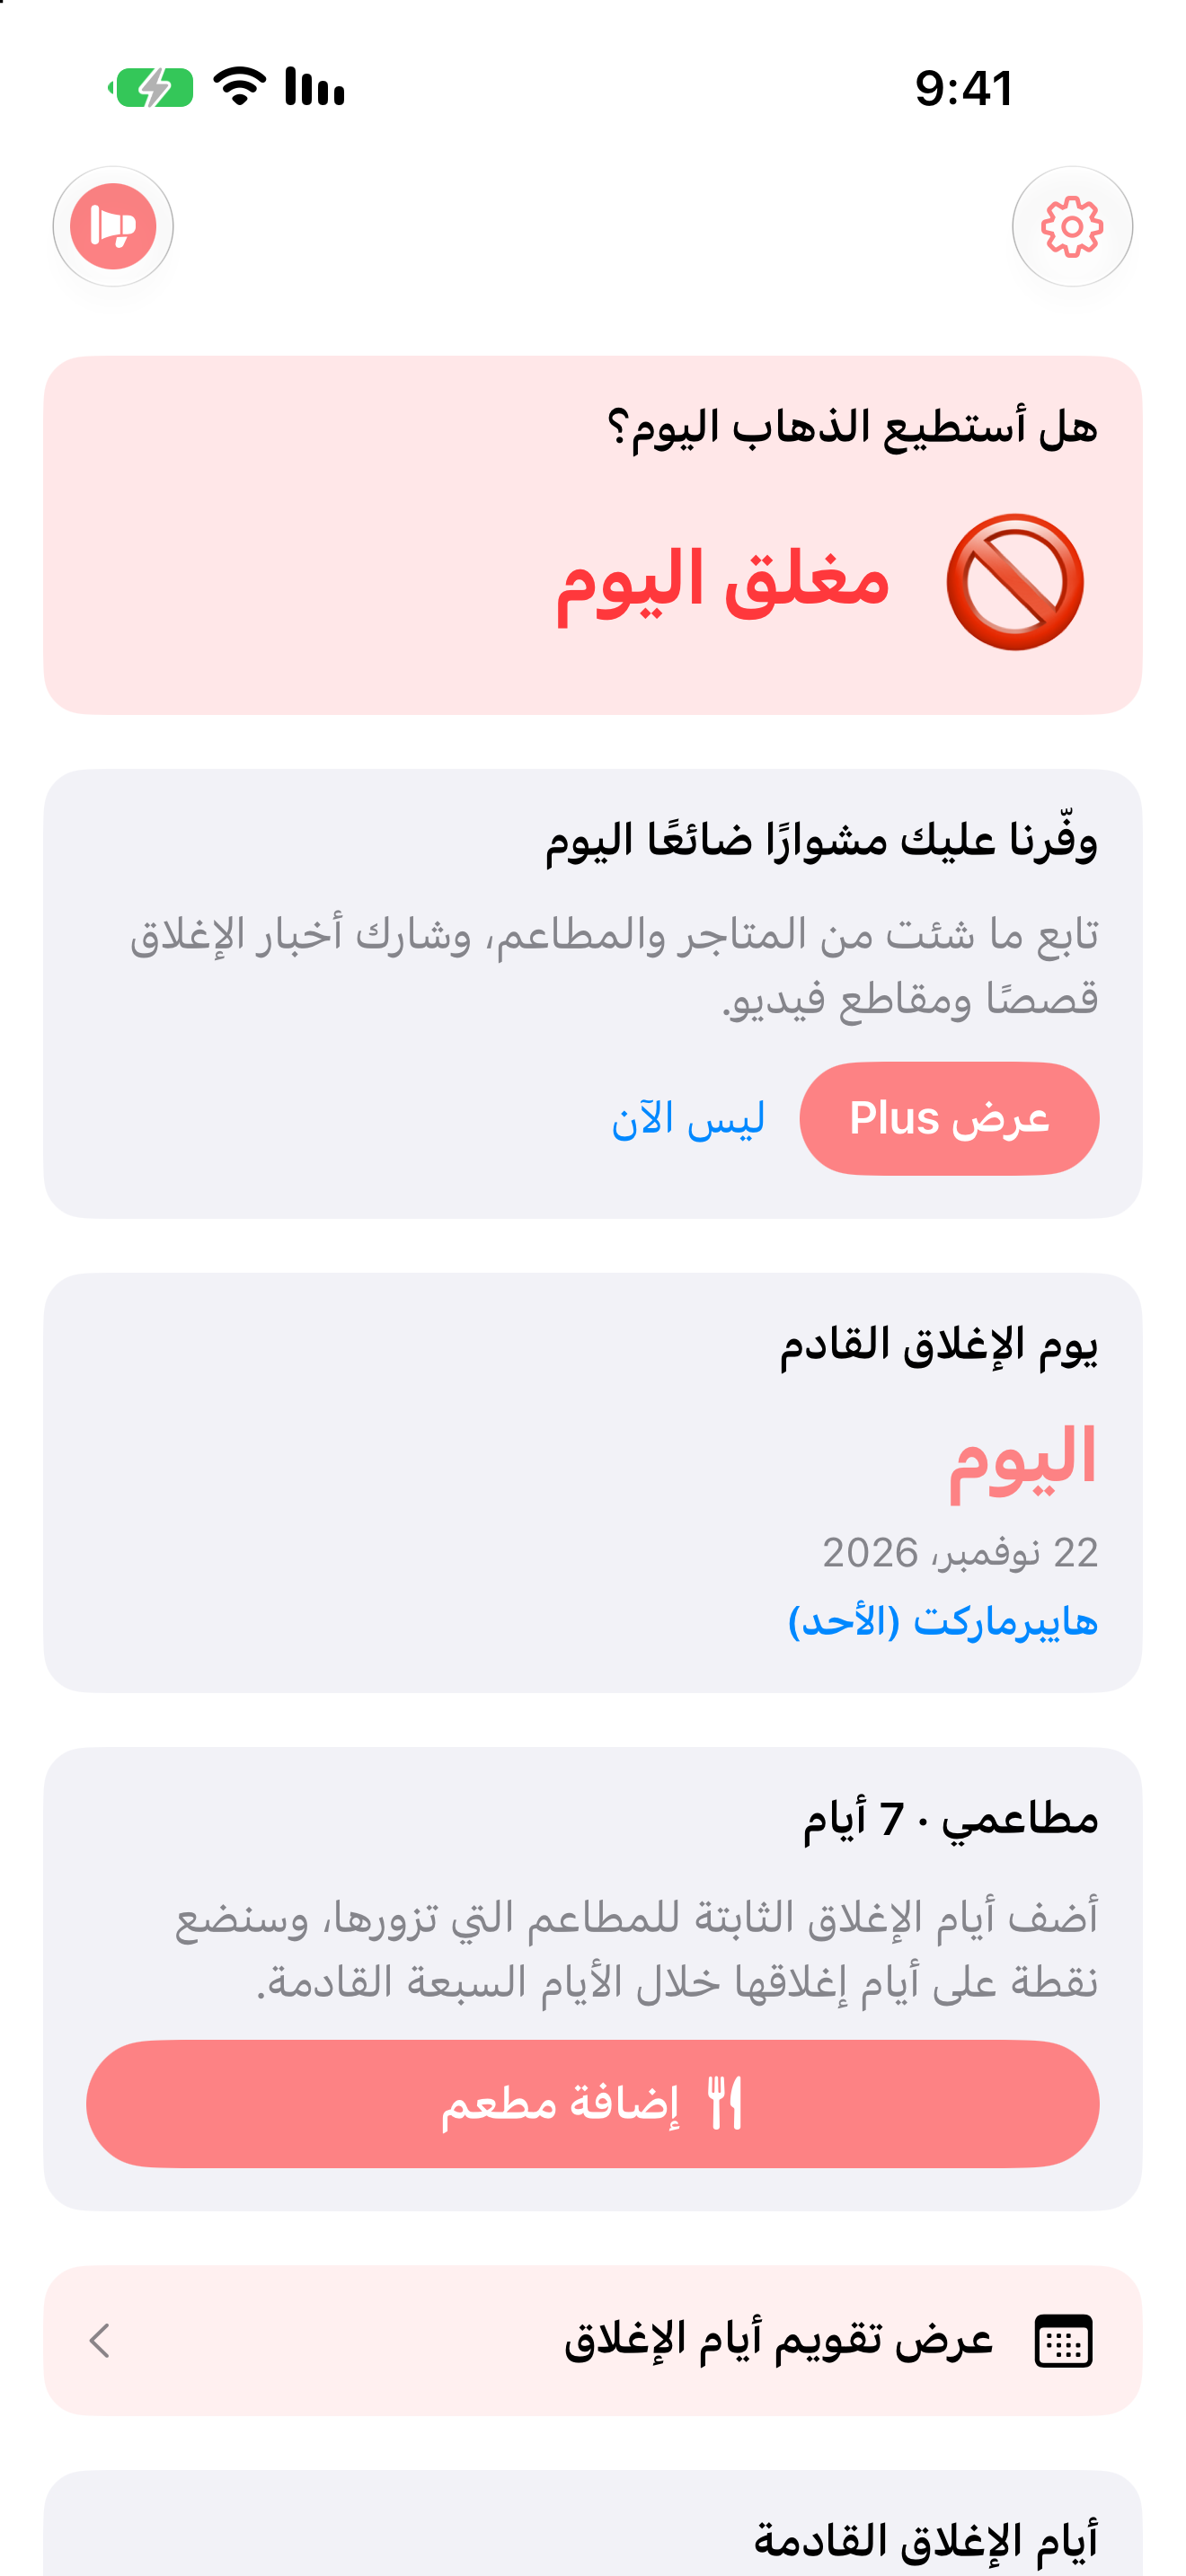 9:41
هل أستطيع الذهاب اليوم؟
مغلق اليوم
وفّرنا عليك مشوارًا ضائعًا اليوم
تابع ما شئت من المتاجر والمطاعم، وشارك أخبار الإغلاق
قصصًا ومقاطع فيديو.
عرض Plus
ليس الآن
يوم الإغلاق القادم
اليوم
22 نوفمبر، 2026
هايبرماركت (الأحد)
مطاعمي · 7 أيام
أضف أيام الإغلاق الثابتة للمطاعم التي تزورها، وسنضع
نقطة على أيام إغلاقها خلال الأيام السبعة القادمة.
إضافة مطعم
عرض تقويم أيام الإغلاق
أيام الإغلاق القادمة